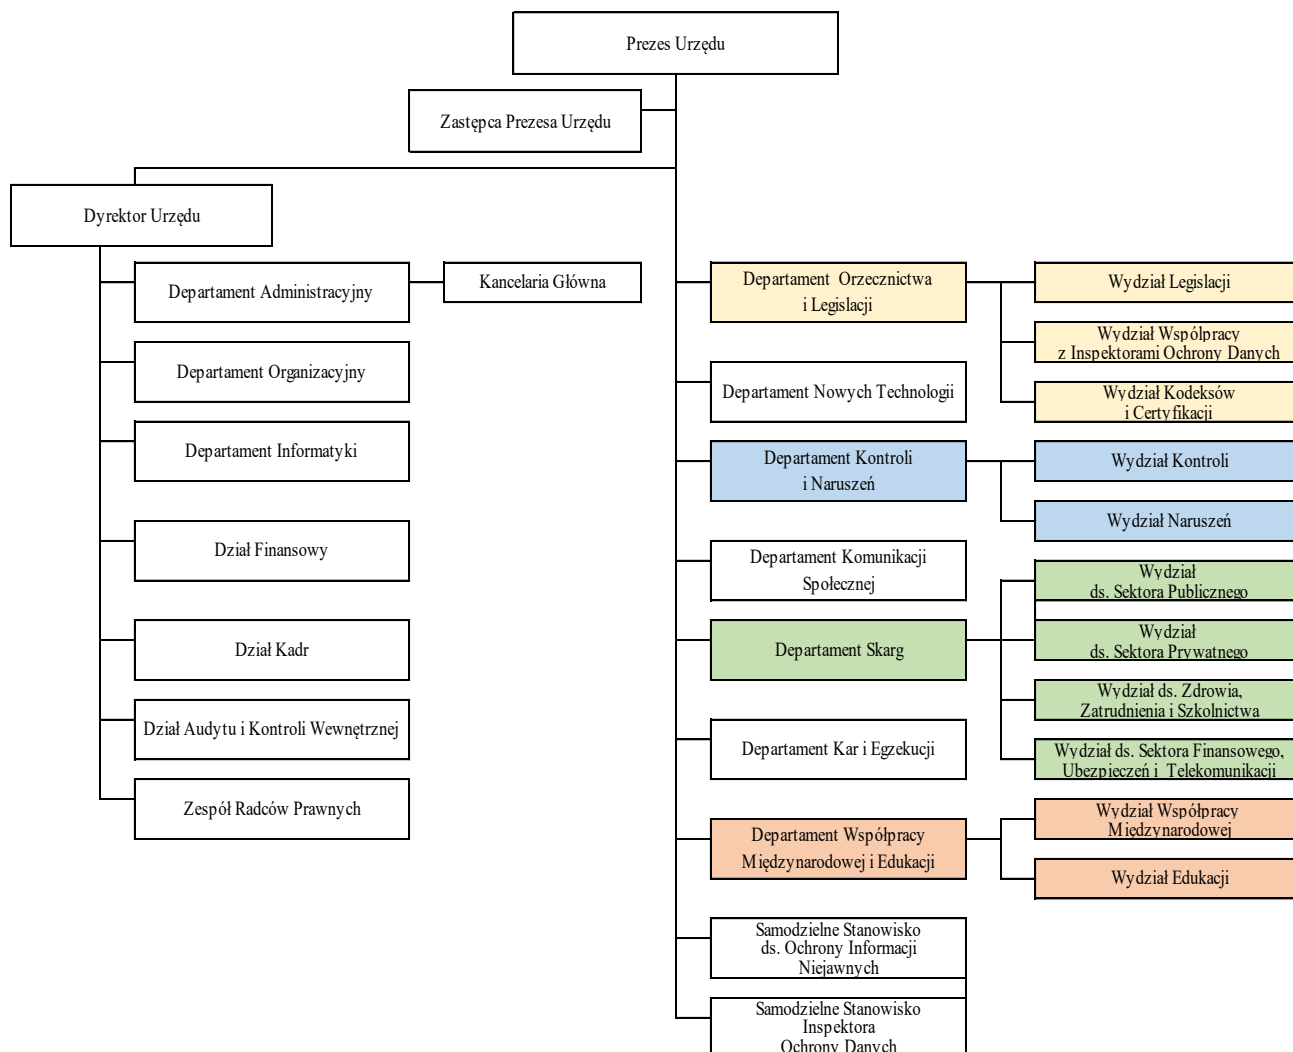 Prezes Urzędu
Zastępca Prezesa Urzędu
Dyrektor Urzędu
Departament Administracyjny
Kancelaria Główna
Departament Organizacyjny
Departament Informatyki
Dział Finansowy
Dział Kadr
Dział Audytu i Kontroli Wewnętrznej
Zespół Radców Prawnych
Departament Orzecznictwa
i Legislacji
Wydział Legislacji
Wydział Współpracy
z Inspektorami Ochrony Danych
Wydział Kodeksów
i Certyfikacji
Departament Nowych Technologii
Departament Kontroli
i Naruszeń
Wydział Kontroli
Wydział Naruszeń
Departament Komunikacji
Społecznej
Departament Skarg
Wydział
ds. Sektora Publicznego
Wydział
ds. Sektora Prywatnego
Wydział ds. Zdrowia,
Zatrudnienia i Szkolnictwa
Wydział ds. Sektora Finansowego,
Ubezpieczeń i Telekomunikacji
Departament Kar i Egzekucji
Departament Współpracy
Międzynarodowej i Edukacji
Wydział Współpracy
Międzynarodowej
Wydział Edukacji
Samodzielne Stanowisko
ds. Ochrony Informacji
Niejawnych
Samodzielne Stanowisko
Inspektora
Ochrony Danych